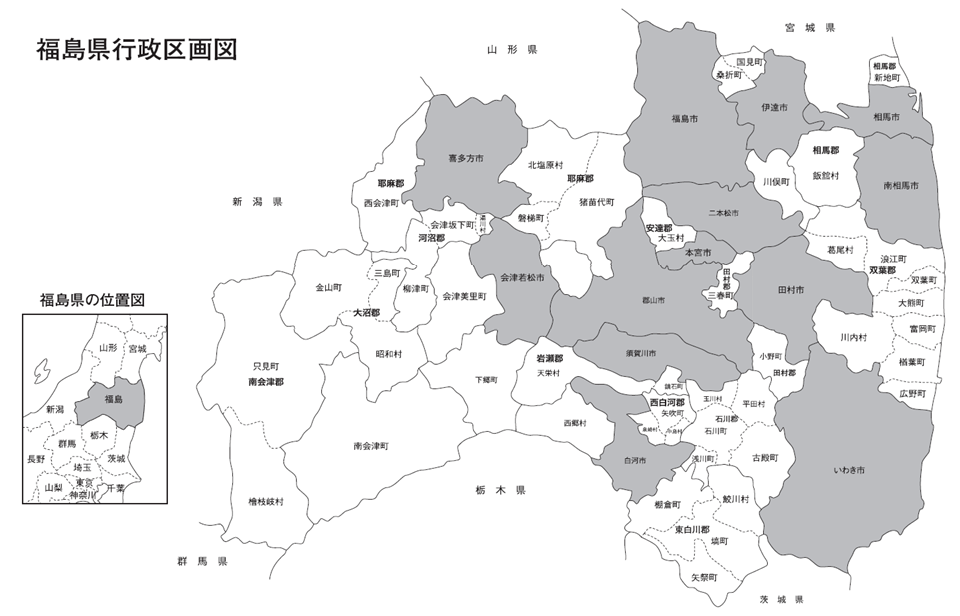 福島県行政区画図
山 形 県
宮 城 県
新 潟 県
栃 木 県
群 馬 県
茨 城 県
国見町
桑折町
相馬郡
新地町
福島市
伊達市
相馬市
喜多方市
北塩原村
耶麻郡
猪苗代町
磐梯町
耶麻郡
西会津町
会津坂下町
湯川村
河沼郡
川俣町
相馬郡
飯舘村
南相馬市
二本松市
安達郡
大玉村
本宮市
葛尾村
浪江町
双葉郡
双葉町
大熊町
富岡町
楢葉町
広野町
川内村
田村市
田村郡
三春町
郡山市
会津若松市
金山町
三島町
柳津町
会津美里町
大沼郡
昭和村
只見町
南会津郡
下郷町
岩瀬郡
天栄村
須賀川市
鏡石町
小野町
田村郡
西白河郡
矢吹町
泉崎村
中島村
玉川村
石川郡
石川町
平田村
西郷村
白河市
浅川町
古殿町
いわき市
南会津町
檜枝岐村
棚倉町
鮫川村
東白川郡
塙町
矢祭町
福島県の位置図
山形
宮城
福島
新潟
群馬
栃木
長野
埼玉
茨城
山梨
東京
神奈川
千葉